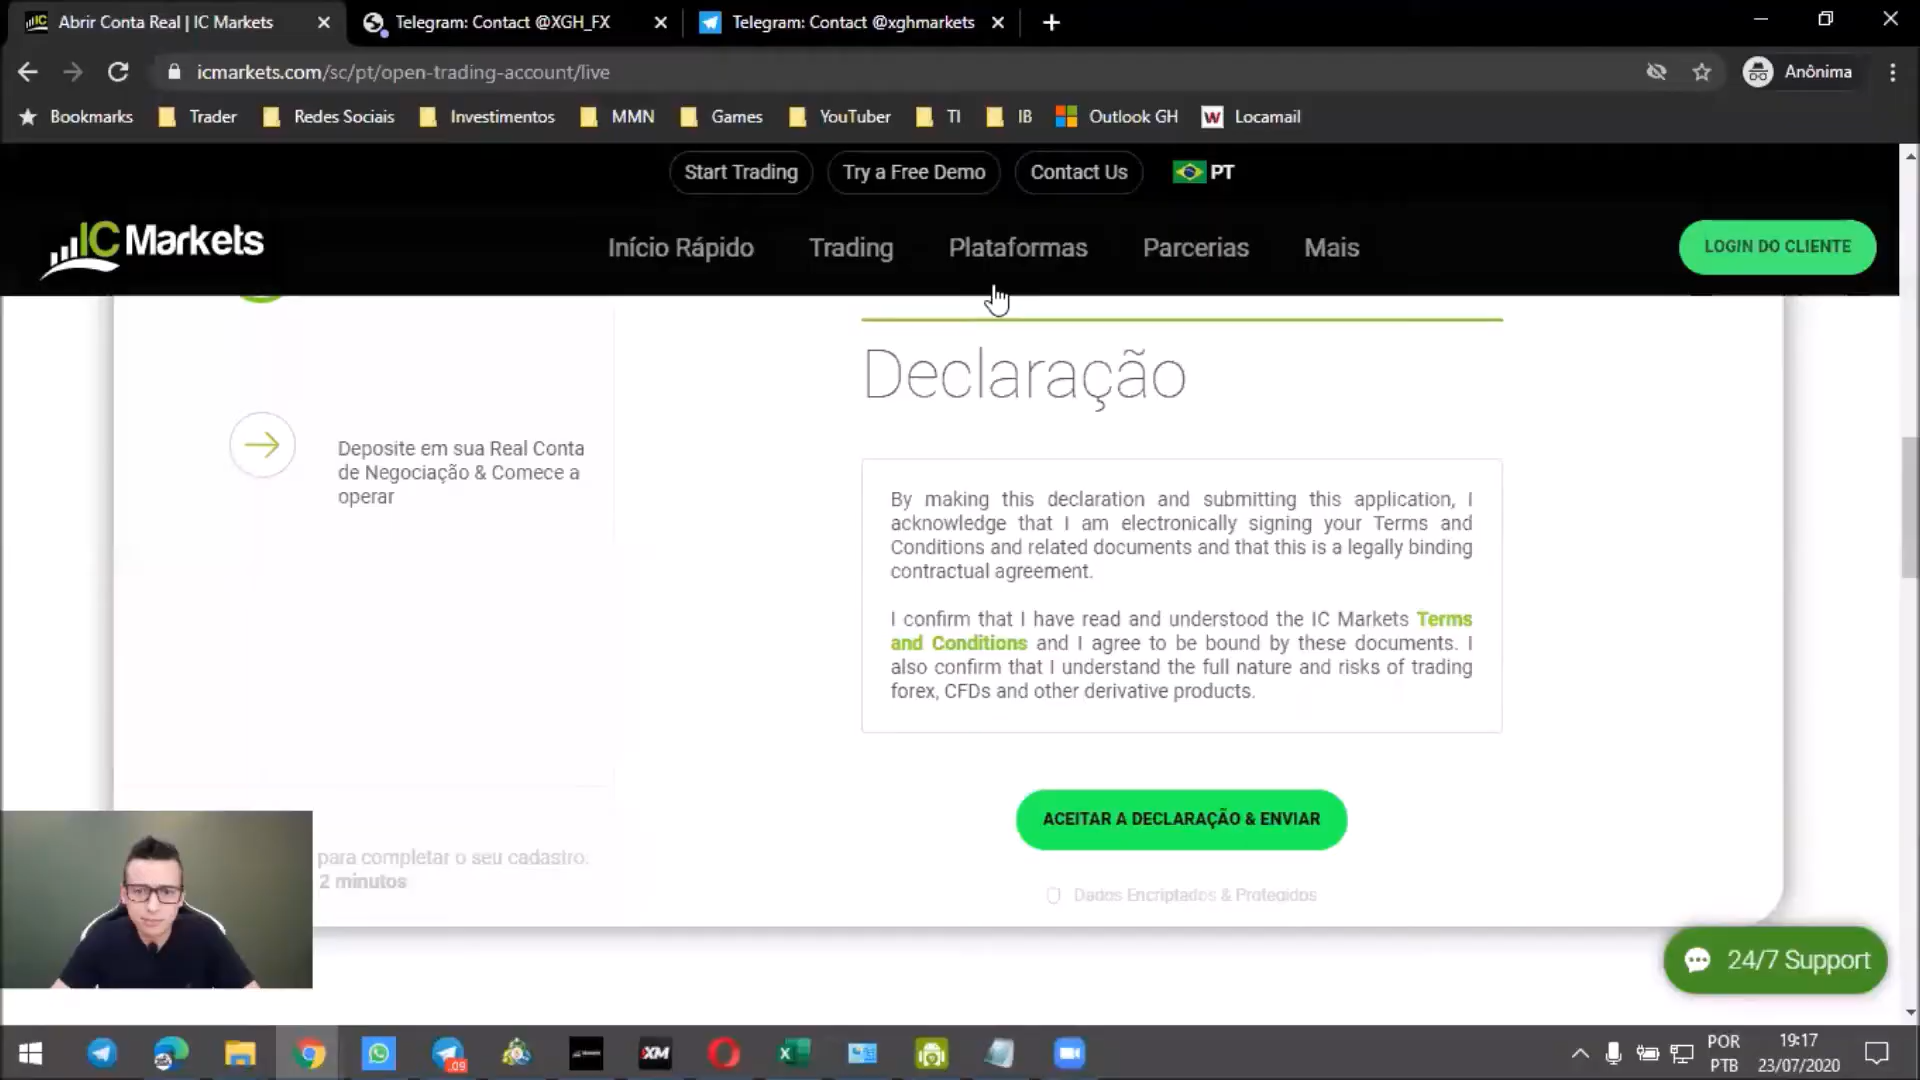 Abrir Conta Real | IC Markets
Telegram: Contact @XGH_FX
Telegram: Contact @xghmarkets
icmarkets.com/sc/pt/open-trading-account/live
Anônima
Bookmarks
Trader
Redes Sociais
Investimentos
MMN
Games
YouTuber
TI
IB
Outlook GH
Locamail
Start Trading
Try a Free Demo
Contact Us
PT
IC Markets
Início Rápido
Trading
Plataformas
Parcerias
Mais
LOGIN DO CLIENTE
Declaração
Deposite em sua Real Conta
de Negociação & Comece a
operar
By making this declaration and submitting this application, I
acknowledge that I am electronically signing your Terms and
Conditions and related documents and that this is a legally binding
contractual agreement.
I confirm that I have read and understood the IC Markets Terms
and Conditions and I agree to be bound by these documents. I
also confirm that I understand the full nature and risks of trading
forex, CFDs and other derivative products.
ACEITAR A DECLARAÇÃO & ENVIAR
para completar o seu cadastro:
2 minutos
Dados Encriptados & Protegidos
24/7 Support
.09
XM
POR
PTB
19:17
23/07/2020